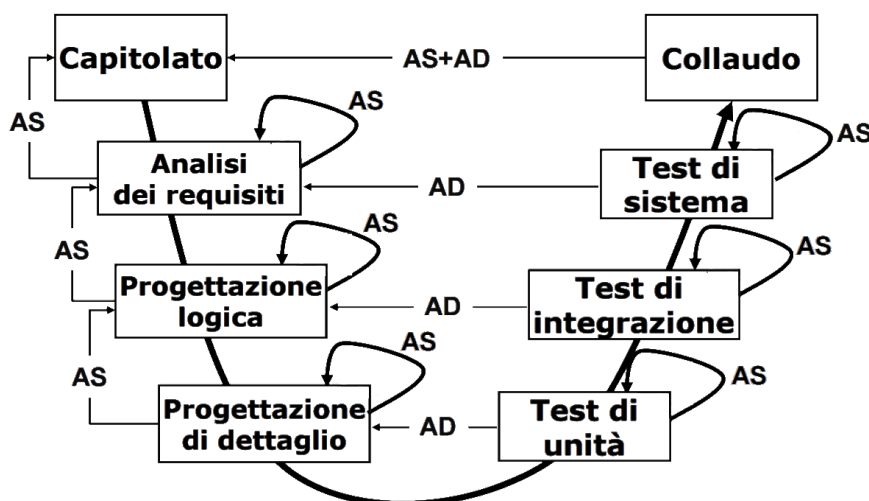 Capitolato
AS+AD
Collaudo
AS
AS
AS
Analisi
dei requisiti
AD
Test di
sistema
AS
AS
AS
Progettazione
logica
AD
Test di
integrazione
AS
AS
AS
Progettazione
di dettaglio
AD
Test di
unità